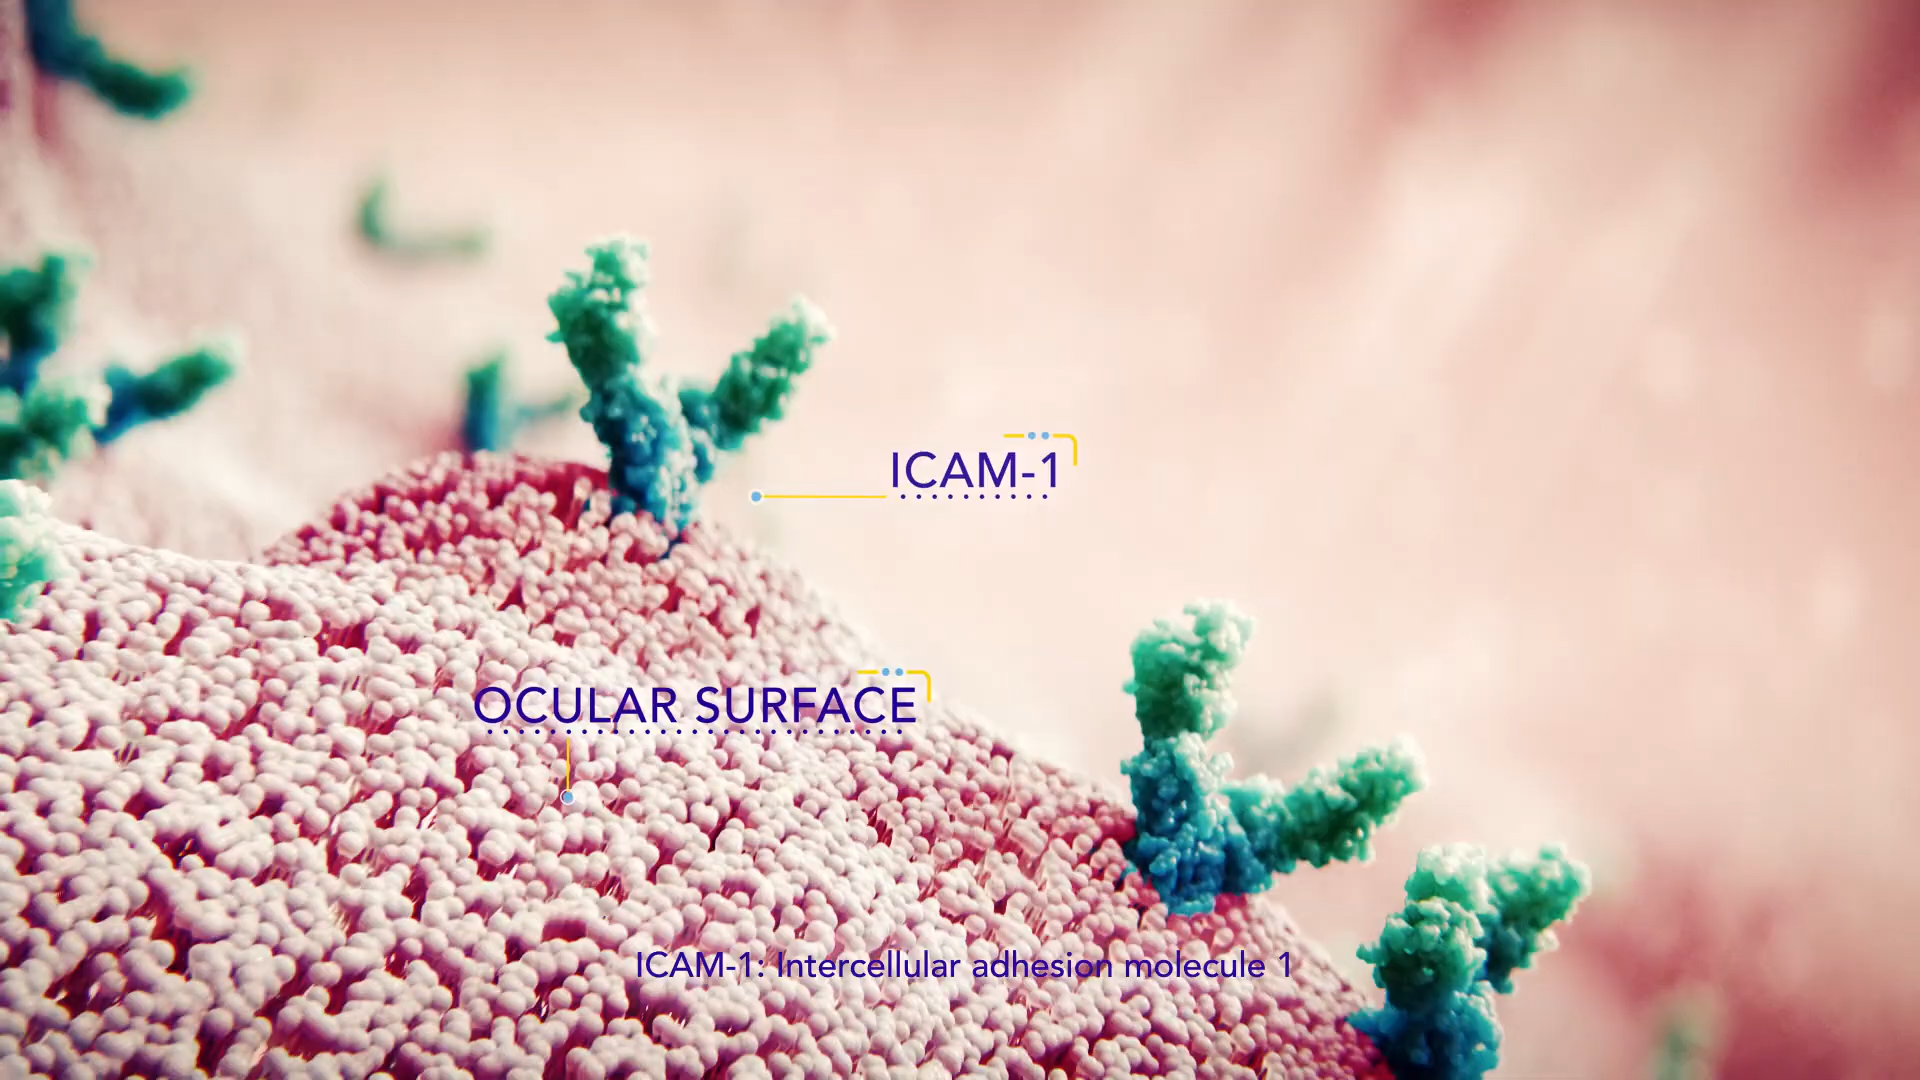 ICAM-1
OCULAR SURFACE
ICAM-1: Intercellular adhesion molecule 1